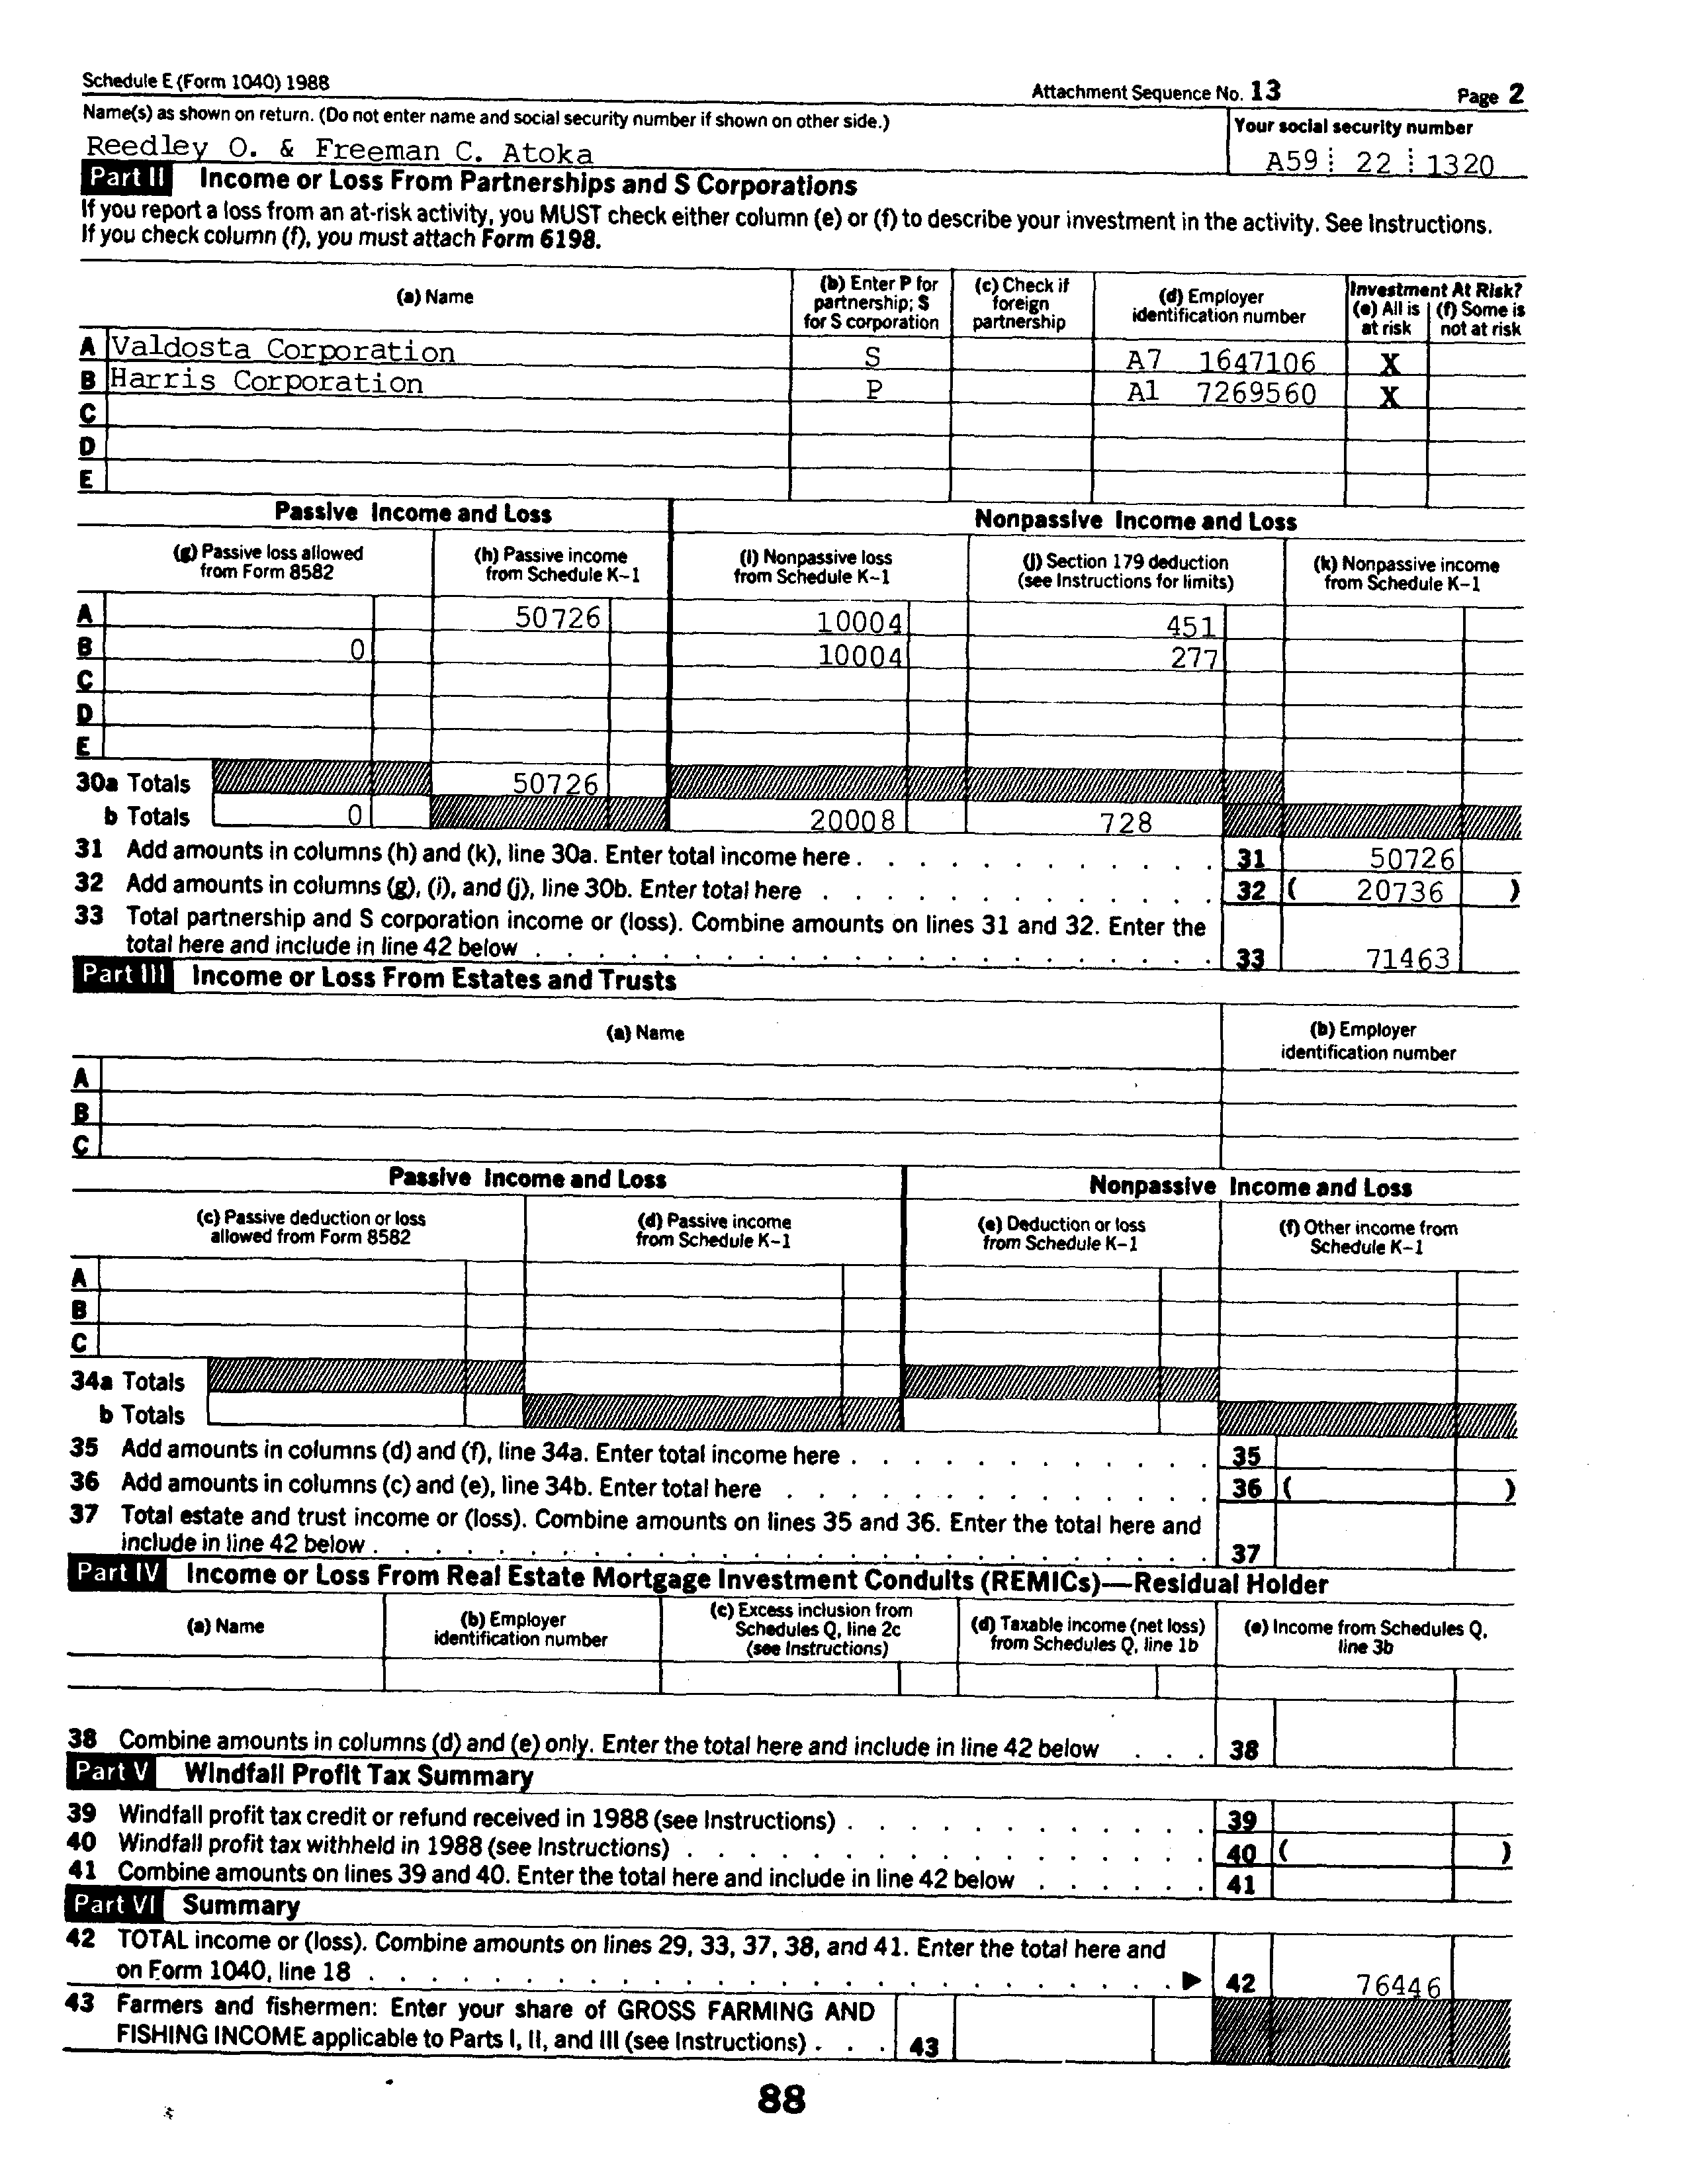 Schedule E (Form 1040) 1988
Attachment Sequence No. 13
Page 2
Name(s) as shown on return. (Do not enter name and social security number if shown on other side.)
Your social security number
Reedley O. & Freeman C. Atoka
A59 22 1320
Part II Income or Loss From Partnerships and S Corporations
If you report a loss from an at-risk activity, you MUST check either column (e) or (f) to describe your investment in the activity. See Instructions.
If you check column (f), you must attach Form 6198.
(a) Name
(b) Enter P for
partnership; S
for S corporation
(c) Check if
foreign
partnership
(d) Employer
identification number
Investment At Risk?
(e) All is
at risk
(f) Some is
not at risk
A Valdosta Corporation S A7 1647106 X
B Harris Corporation P A1 7269560 X
C
D
E
Passive Income and Loss
Nonpassive Income and Loss
(g) Passive loss allowed
from Form 8582
(h) Passive income
from Schedule K-1
(i) Nonpassive loss
from Schedule K-1
(j) Section 179 deduction
(see Instructions for limits)
(k) Nonpassive income
from Schedule K-1
A 50726 10004 451
B 0 10004 277
C
D
E
30a Totals 50726
b Totals 0 20008 728
31 Add amounts in columns (h) and (k), line 30a. Enter total income here . . . . . . . . . . . . 31 50726
32 Add amounts in columns (g), (i), and (j), line 30b. Enter total here . . . . . . . . . . . . . 32 ( 20736 )
33 Total partnership and S corporation income or (loss). Combine amounts on lines 31 and 32. Enter the
total here and include in line 42 below . . . . . . . . . . . . . . . . . . . . . . . 33 71463
Part III Income or Loss From Estates and Trusts
(a) Name
(b) Employer
identification number
A
B
C
Passive Income and Loss
Nonpassive Income and Loss
(c) Passive deduction or loss
allowed from Form 8582
(d) Passive income
from Schedule K-1
(e) Deduction or loss
from Schedule K-1
(f) Other income from
Schedule K-1
A
B
C
34a Totals
b Totals
35 Add amounts in columns (d) and (f), line 34a. Enter total income here . . . . . . . . . . . . 35
36 Add amounts in columns (c) and (e), line 34b. Enter total here . . . . . . . . . . . . . . 36 ( )
37 Total estate and trust income or (loss). Combine amounts on lines 35 and 36. Enter the total here and
include in line 42 below . . . . . . . . . . . . . . . . . . . . . . . . . . 37
Part IV Income or Loss From Real Estate Mortgage Investment Conduits (REMICs)—Residual Holder
(a) Name
(b) Employer
identification number
(c) Excess inclusion from
Schedules Q, line 2c
(see Instructions)
(d) Taxable income (net loss)
from Schedules Q, line 1b
(e) Income from Schedules Q,
line 3b
38 Combine amounts in columns (d) and (e) only. Enter the total here and include in line 42 below . . . 38
Part V Windfall Profit Tax Summary
39 Windfall profit tax credit or refund received in 1988 (see Instructions) . . . . . . . . . . . . 39
40 Windfall profit tax withheld in 1988 (see Instructions) . . . . . . . . . . . . . . . . . 40 ( )
41 Combine amounts on lines 39 and 40. Enter the total here and include in line 42 below . . . . . . 41
Part VI Summary
42 TOTAL income or (loss). Combine amounts on lines 29, 33, 37, 38, and 41. Enter the total here and
on Form 1040, line 18 . . . . . . . . . . . . . . . . . . . . . . . . . ▶ 42 76446
43 Farmers and fishermen: Enter your share of GROSS FARMING AND
FISHING INCOME applicable to Parts I, II, and III (see Instructions) . . . 43
88